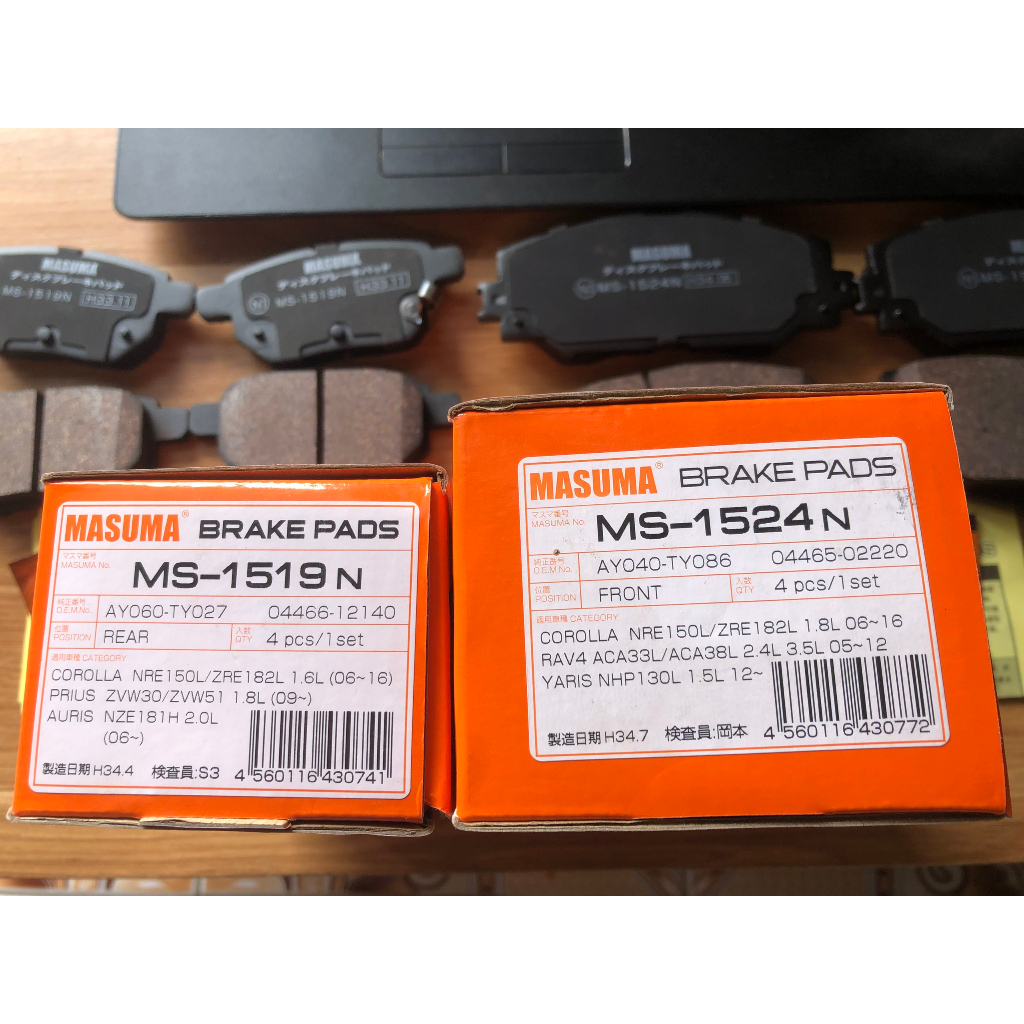 MASUMA
ディスクブレーキパッド
MS-1519N H33.11
MASUMA
ディスクブレーキパッド
MS-1519N H33.11
MASUMA
ディスクブレーキパッド
MS-1524N
MASUMA
MASUMA® BRAKE PADS
マスマ番号
MASUMA No.
MS-1519 N
純正番号
O.E.M No.
AY060-TY027 04466-12140
位置
POSITION
REAR
入数
QTY
4 pcs/1set
適用車種 CATEGORY
COROLLA NRE150L/ZRE182L 1.6L (06~16)
PRIUS ZVW30/ZVW51 1.8L (09~)
AURIS NZE181H 2.0L
(06~)
製造日期 H34.4 検査員:S3
4 560116 430741
MASUMA® BRAKE PADS
マスマ番号
MASUMA No.
MS-1524 N
純正番号
O.E.M No.
AY040-TY086 04465-02220
位置
POSITION
FRONT
入数
QTY
4 pcs/1set
適用車種 CATEGORY
COROLLA NRE150L/ZRE182L 1.8L 06~16
RAV4 ACA33L/ACA38L 2.4L 3.5L 05~12
YARIS NHP130L 1.5L 12~
製造日期 H34.7 検査員:岡本
4 560116 430772